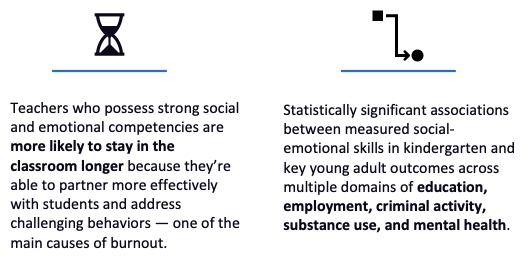 Teachers who possess strong social
and emotional competencies are
more likely to stay in the
classroom longer because they're
able to partner more effectively
with students and address
challenging behaviors — one of the
main causes of burnout.
Statistically significant associations
between measured social-
emotional skills in kindergarten and
key young adult outcomes across
multiple domains of education,
employment, criminal activity,
substance use, and mental health.